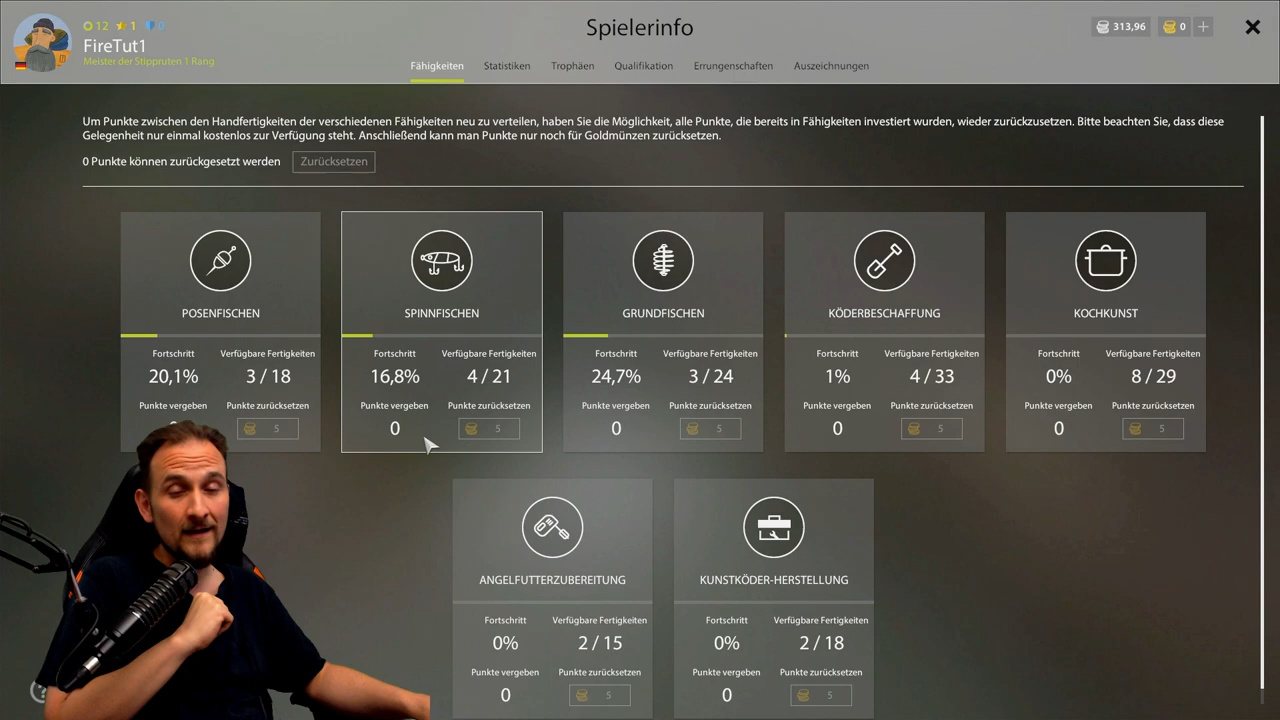 12 1 0
FireTut1
Meister der Stippruten 1 Rang
Spielerinfo
313,96 0
Fähigkeiten Statistiken Trophäen Qualifikation Errungenschaften Auszeichnungen
Um Punkte zwischen den Handfertigkeiten der verschiedenen Fähigkeiten neu zu verteilen, haben Sie die Möglichkeit, alle Punkte, die bereits in Fähigkeiten investiert wurden, wieder zurückzusetzen. Bitte beachten Sie, dass diese
Gelegenheit nur einmal kostenlos zur Verfügung steht. Anschließend kann man Punkte nur noch für Goldmünzen zurücksetzen.
0 Punkte können zurückgesetzt werden Zurücksetzen
POSENFISCHEN
Fortschritt Verfügbare Fertigkeiten
20,1% 3 / 18
Punkte vergeben Punkte zurücksetzen
5
SPINNFISCHEN
Fortschritt Verfügbare Fertigkeiten
16,8% 4 / 21
Punkte vergeben Punkte zurücksetzen
0 5
GRUNDFISCHEN
Fortschritt Verfügbare Fertigkeiten
24,7% 3 / 24
Punkte vergeben Punkte zurücksetzen
0 5
KÖDERBESCHAFFUNG
Fortschritt Verfügbare Fertigkeiten
1% 4 / 33
Punkte vergeben Punkte zurücksetzen
0 5
KOCHKUNST
Fortschritt Verfügbare Fertigkeiten
0% 8 / 29
Punkte vergeben Punkte zurücksetzen
0 5
ANGELFUTTERZUBEREITUNG
Fortschritt Verfügbare Fertigkeiten
0% 2 / 15
Punkte vergeben Punkte zurücksetzen
0 5
KUNSTKÖDER-HERSTELLUNG
Fortschritt Verfügbare Fertigkeiten
0% 2 / 18
Punkte vergeben Punkte zurücksetzen
0 5